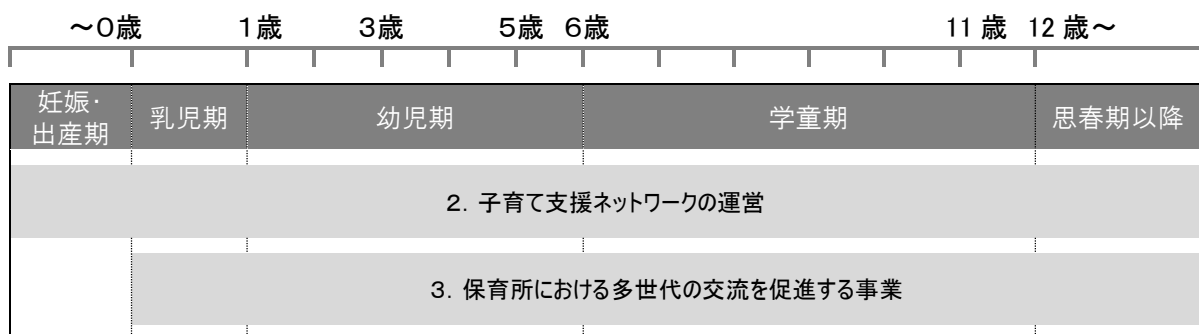 ～０歳 １歳 ３歳 ５歳 ６歳 11 歳 12 歳～
妊娠・
出産期
乳児期 幼児期 学童期 思春期以降
２．子育て支援ネットワークの運営
３．保育所における多世代の交流を促進する事業